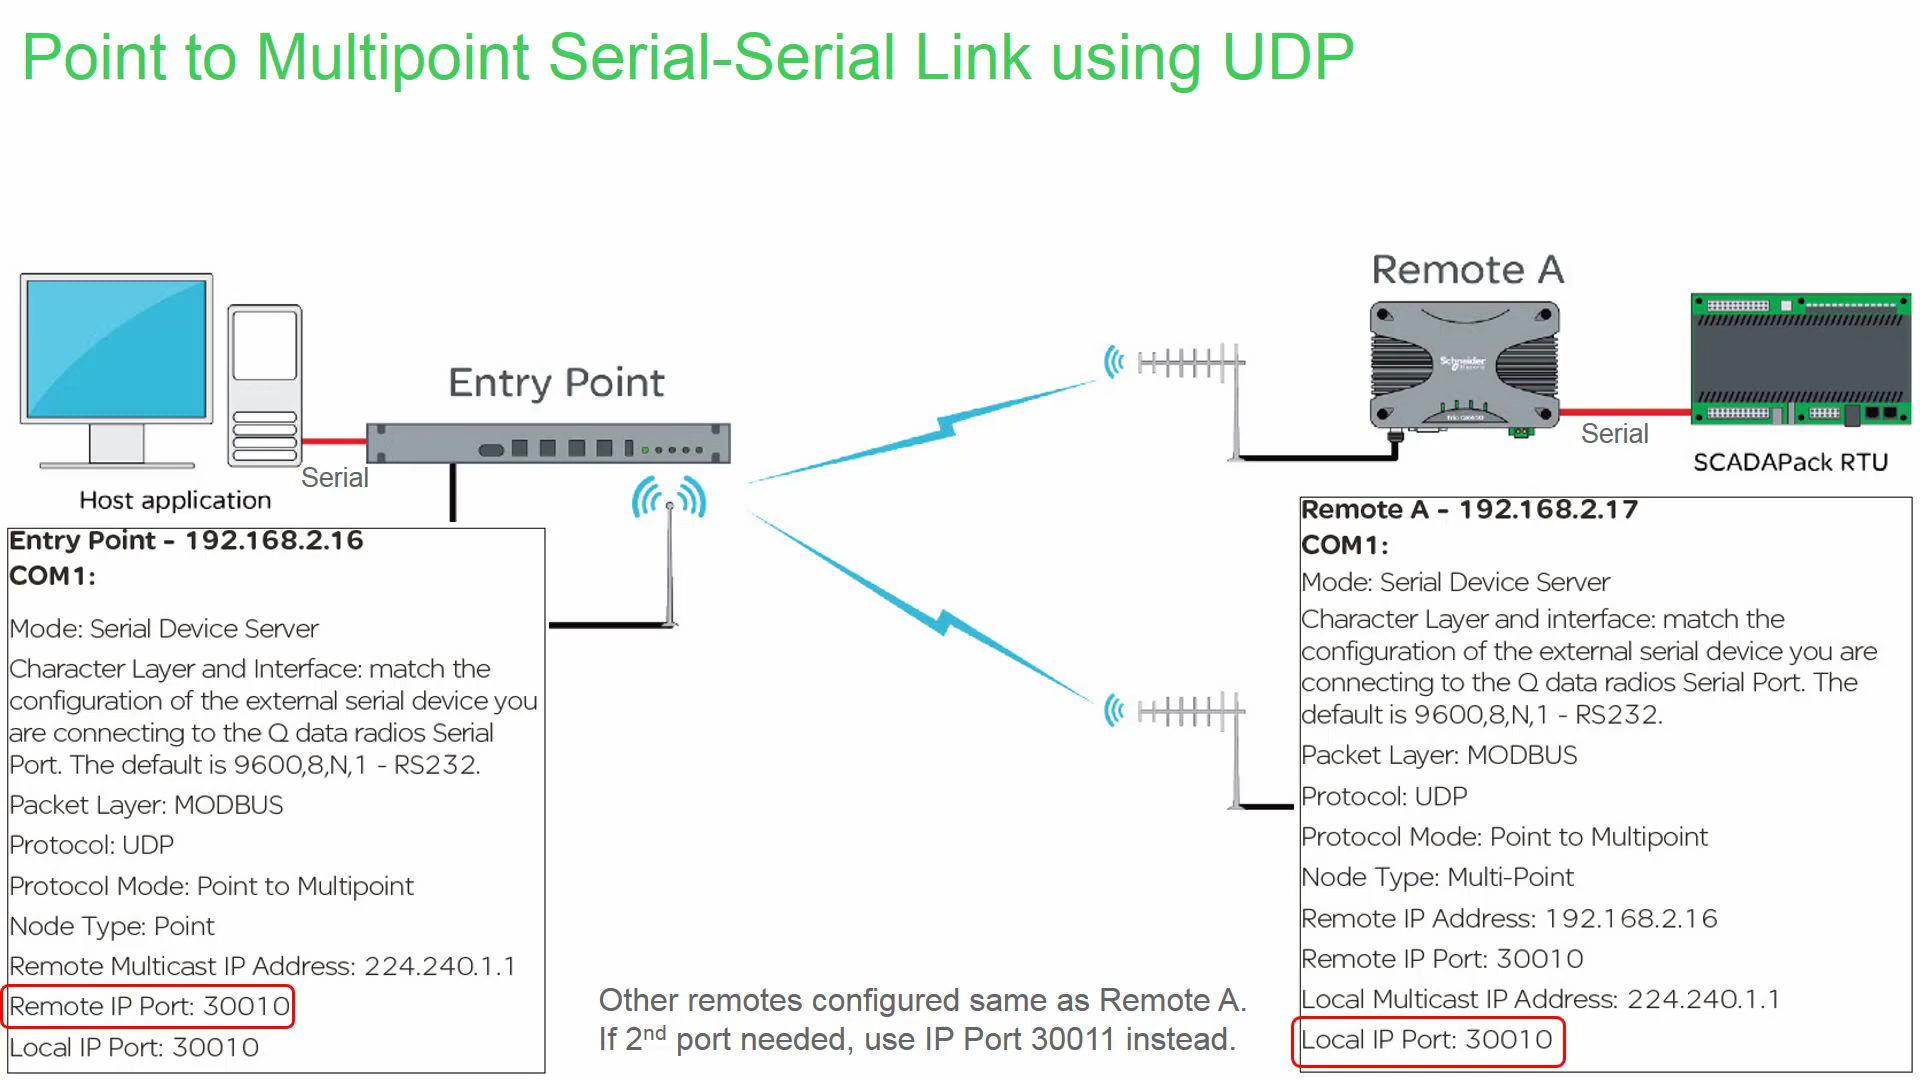 Point to Multipoint Serial-Serial Link using UDP
Remote A
Entry Point
Schneider
Electric
Serial
Serial
SCADAPack RTU
Host application
Entry Point - 192.168.2.16
COM1:
Mode: Serial Device Server
Character Layer and Interface: match the
configuration of the external serial device you
are connecting to the Q data radios Serial
Port. The default is 9600,8,N,1 - RS232.
Packet Layer: MODBUS
Protocol: UDP
Protocol Mode: Point to Multipoint
Node Type: Point
Remote Multicast IP Address: 224.240.1.1
Remote IP Port: 30010
Local IP Port: 30010
Other remotes configured same as Remote A.
If 2nd port needed, use IP Port 30011 instead.
Remote A - 192.168.2.17
COM1:
Mode: Serial Device Server
Character Layer and interface: match the
configuration of the external serial device you are
connecting to the Q data radios Serial Port. The
default is 9600,8,N,1 - RS232.
Packet Layer: MODBUS
Protocol: UDP
Protocol Mode: Point to Multipoint
Node Type: Multi-Point
Remote IP Address: 192.168.2.16
Remote IP Port: 30010
Local Multicast IP Address: 224.240.1.1
Local IP Port: 30010